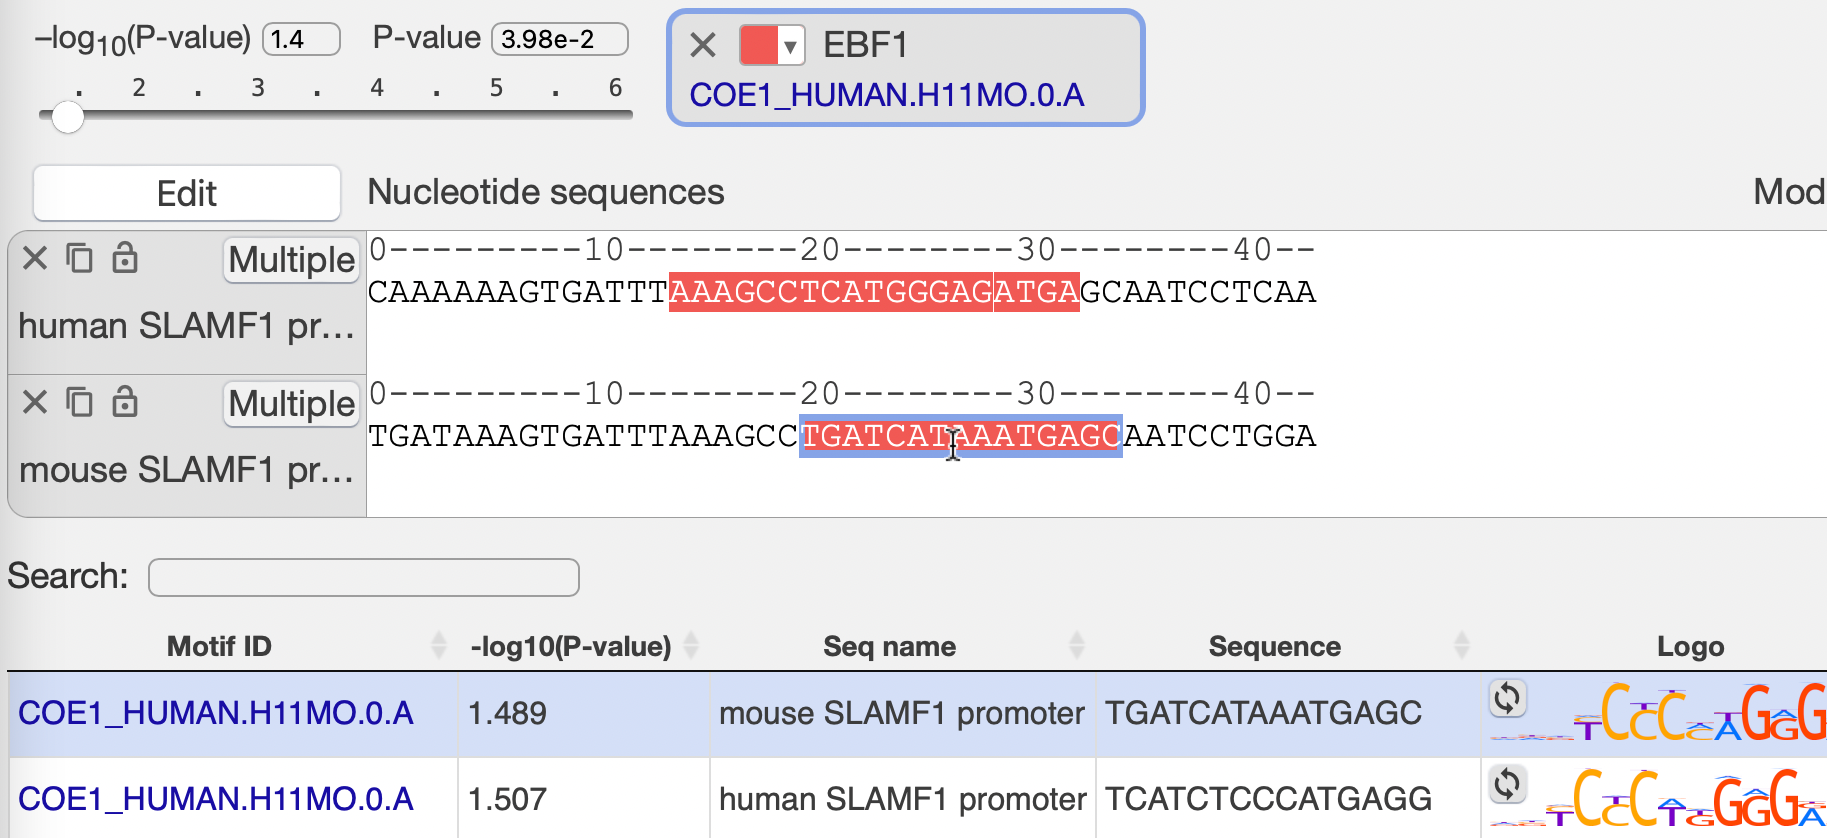 –log10(P-value) 1.4 P-value 3.98e-2
. 2 . 3 . 4 . 5 . 6
✕ ▼ EBF1
COE1_HUMAN.H11MO.0.A
Edit Nucleotide sequences Mod
Multiple 0---------10--------20--------30--------40--
CAAAAAAGTGATTTAAAGCCTCATGGGAGATGAGCAATCCTCAA
human SLAMF1 pr...
Multiple 0---------10--------20--------30--------40--
TGATAAAGTGATTTAAAGCCTGATCATAAATGAGCAATCCTGGA
mouse SLAMF1 pr...
Search:
Motif ID -log10(P-value) Seq name Sequence Logo
COE1_HUMAN.H11MO.0.A 1.489 mouse SLAMF1 promoter TGATCATAAATGAGC
COE1_HUMAN.H11MO.0.A 1.507 human SLAMF1 promoter TCATCTCCCATGAGG